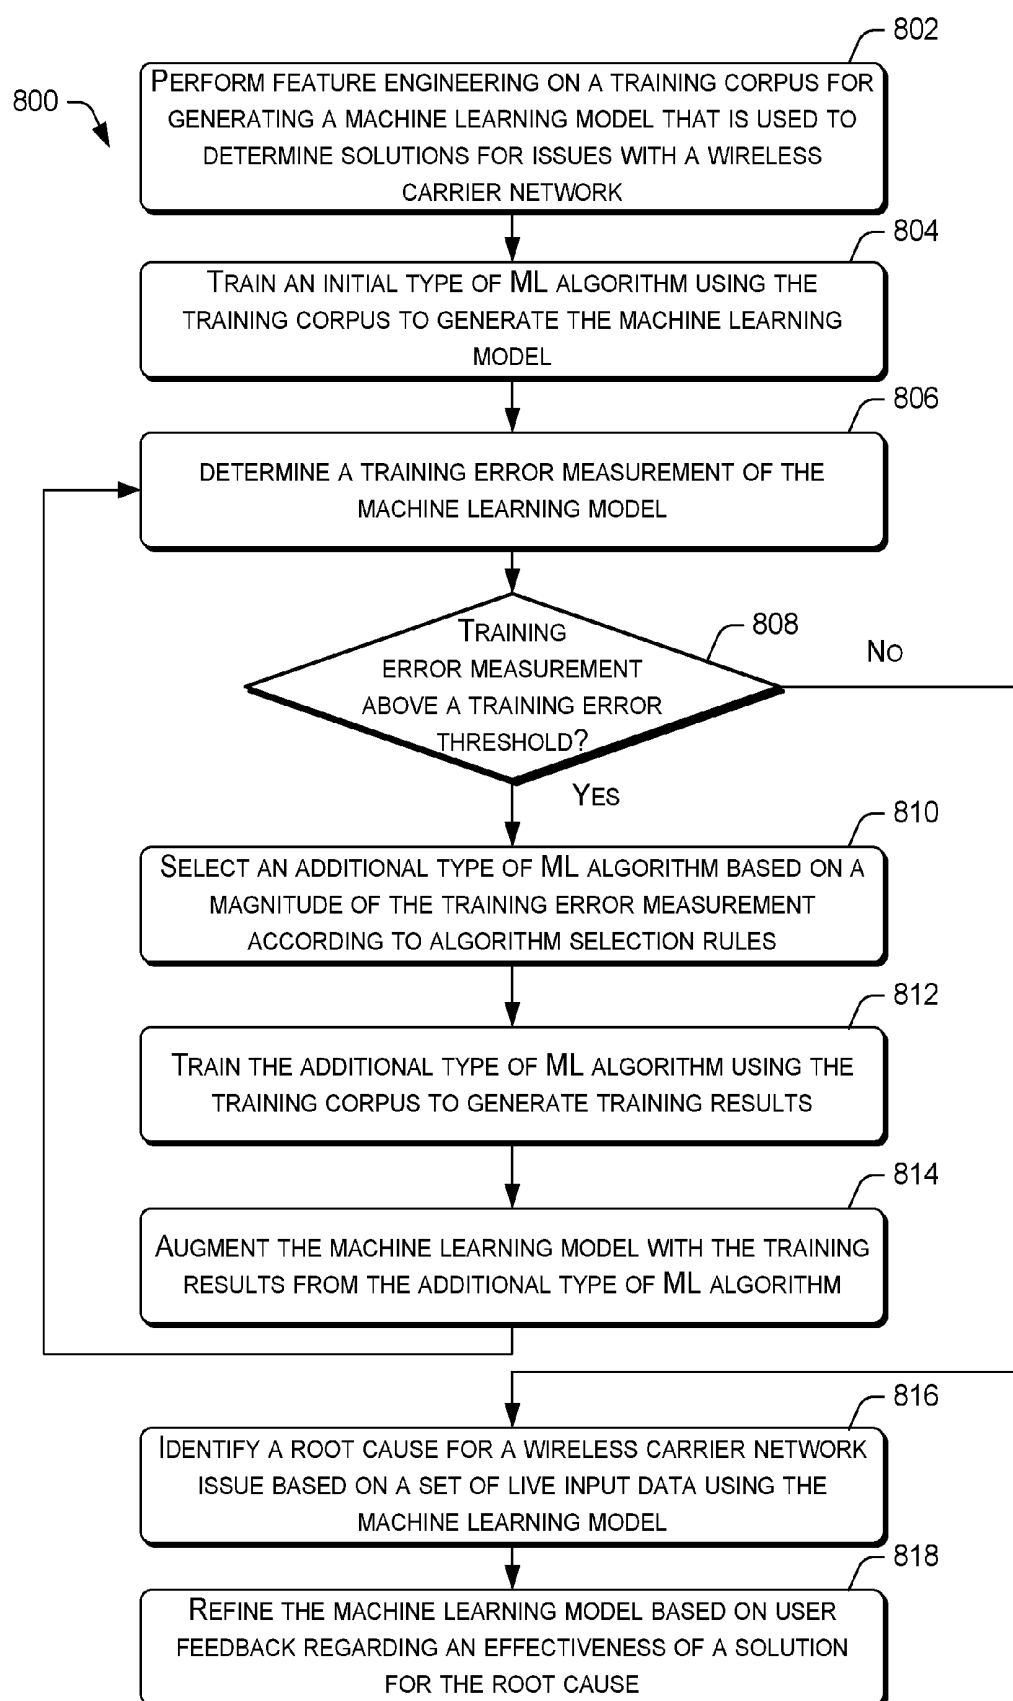 802
PERFORM FEATURE ENGINEERING ON A TRAINING CORPUS FOR
800
GENERATING A MACHINE LEARNING MODEL THAT IS USED TO
DETERMINE SOLUTIONS FOR ISSUES WITH A WIRELESS
CARRIER NETWORK
804
TRAIN AN INITIAL TYPE OF ML ALGORITHM USING THE
TRAINING CORPUS TO GENERATE THE MACHINE LEARNING
MODEL
806
DETERMINE A TRAINING ERROR MEASUREMENT OF THE
MACHINE LEARNING MODEL
808
TRAINING
ERROR MEASUREMENT
ABOVE A TRAINING ERROR
THRESHOLD?
NO
YES
810
SELECT AN ADDITIONAL TYPE OF ML ALGORITHM BASED ON A
MAGNITUDE OF THE TRAINING ERROR MEASUREMENT
ACCORDING TO ALGORITHM SELECTION RULES
812
TRAIN THE ADDITIONAL TYPE OF ML ALGORITHM USING THE
TRAINING CORPUS TO GENERATE TRAINING RESULTS
814
AUGMENT THE MACHINE LEARNING MODEL WITH THE TRAINING
RESULTS FROM THE ADDITIONAL TYPE OF ML ALGORITHM
816
IDENTIFY A ROOT CAUSE FOR A WIRELESS CARRIER NETWORK
ISSUE BASED ON A SET OF LIVE INPUT DATA USING THE
MACHINE LEARNING MODEL
818
REFINE THE MACHINE LEARNING MODEL BASED ON USER
FEEDBACK REGARDING AN EFFECTIVENESS OF A SOLUTION
FOR THE ROOT CAUSE